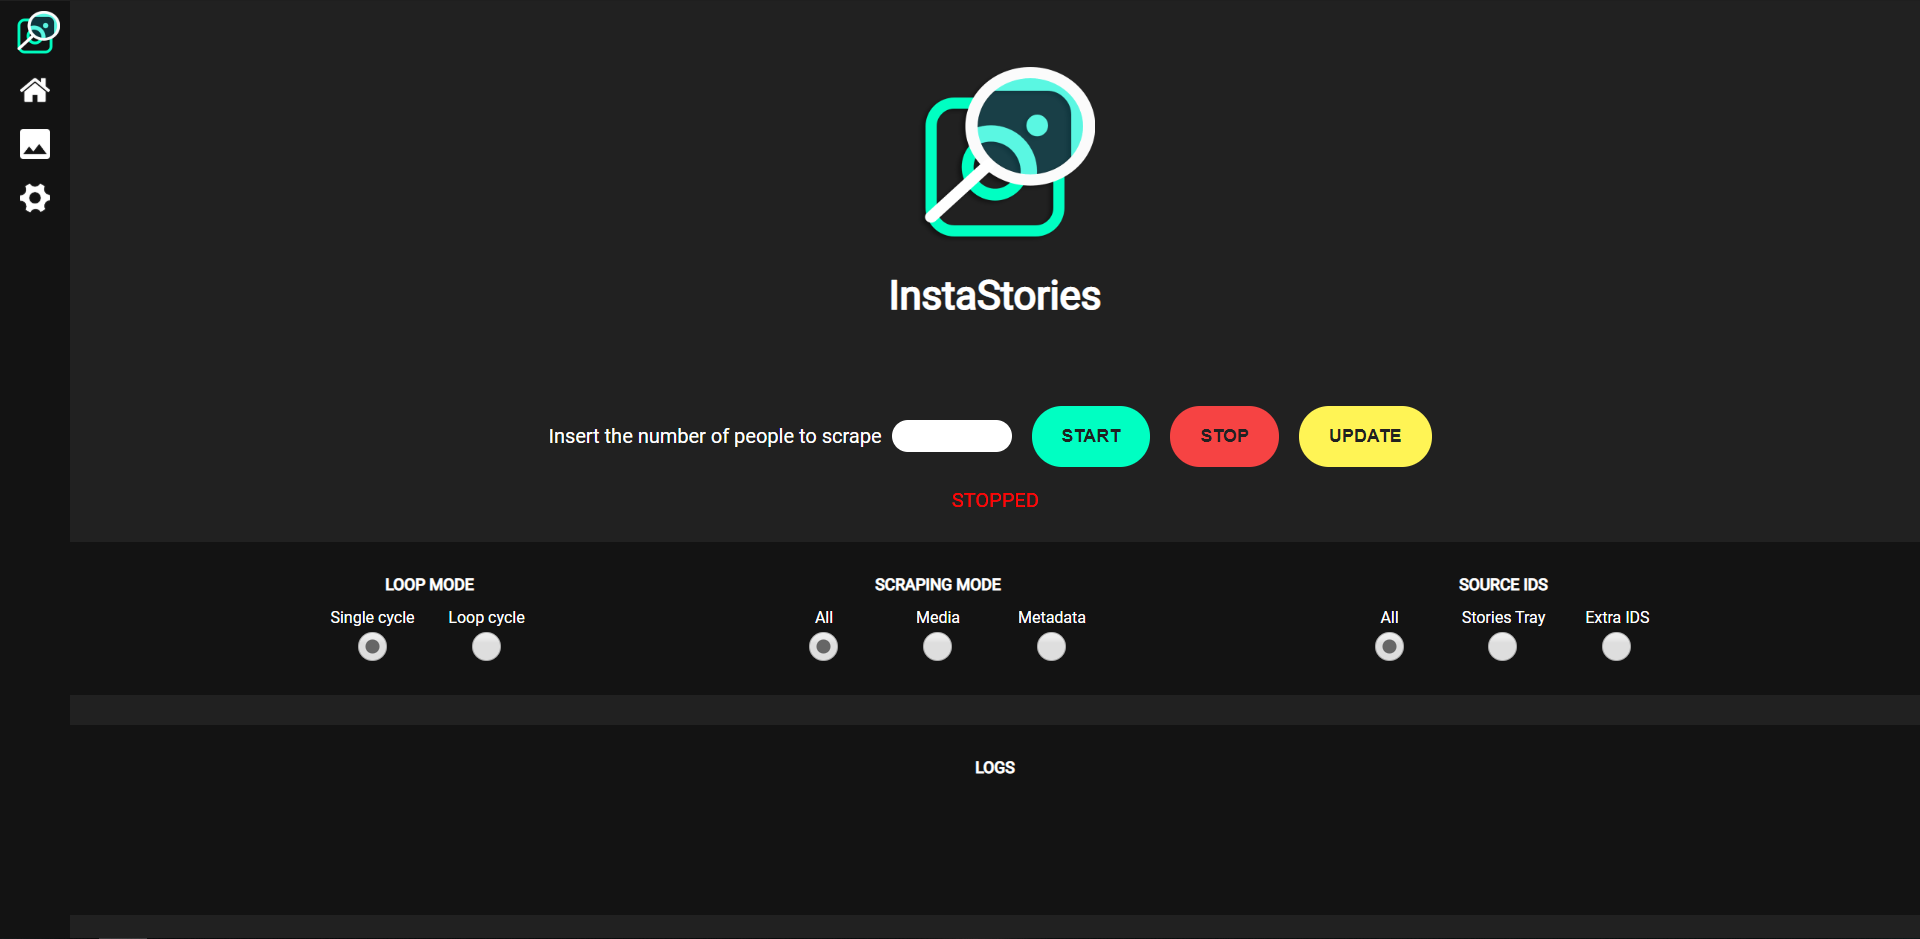 InstaStories
Insert the number of people to scrape START STOP UPDATE
STOPPED
LOOP MODE SCRAPING MODE SOURCE IDS
Single cycle Loop cycle All Media Metadata All Stories Tray Extra IDS
LOGS